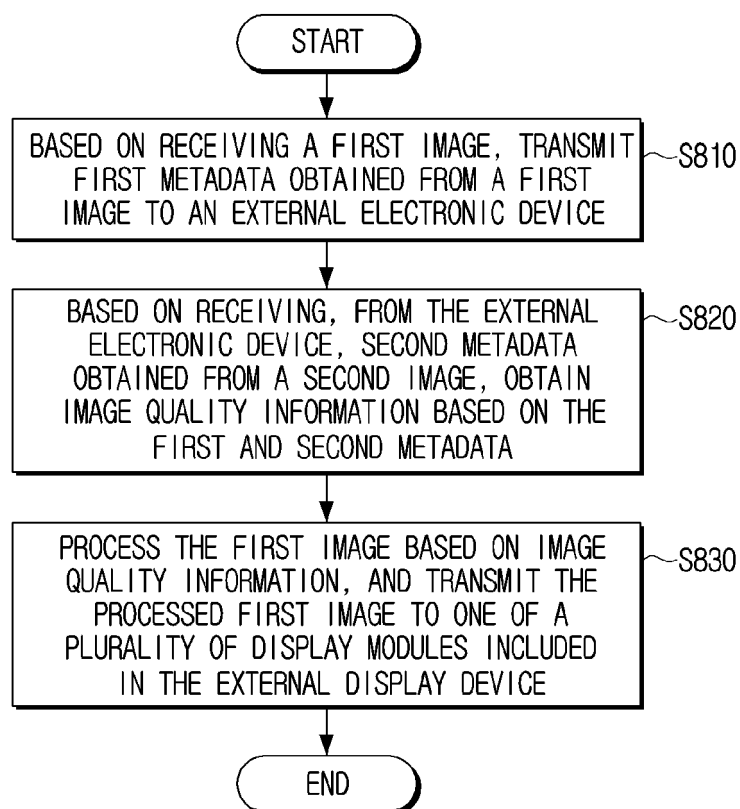 START
BASED ON RECEIVING A FIRST IMAGE, TRANSMIT
FIRST METADATA OBTAINED FROM A FIRST
IMAGE TO AN EXTERNAL ELECTRONIC DEVICE
S810
BASED ON RECEIVING, FROM THE EXTERNAL
ELECTRONIC DEVICE, SECOND METADATA
OBTAINED FROM A SECOND IMAGE, OBTAIN
IMAGE QUALITY INFORMATION BASED ON THE
FIRST AND SECOND METADATA
S820
PROCESS THE FIRST IMAGE BASED ON IMAGE
QUALITY INFORMATION, AND TRANSMIT THE
PROCESSED FIRST IMAGE TO ONE OF A
PLURALITY OF DISPLAY MODULES INCLUDED
IN THE EXTERNAL DISPLAY DEVICE
S830
END